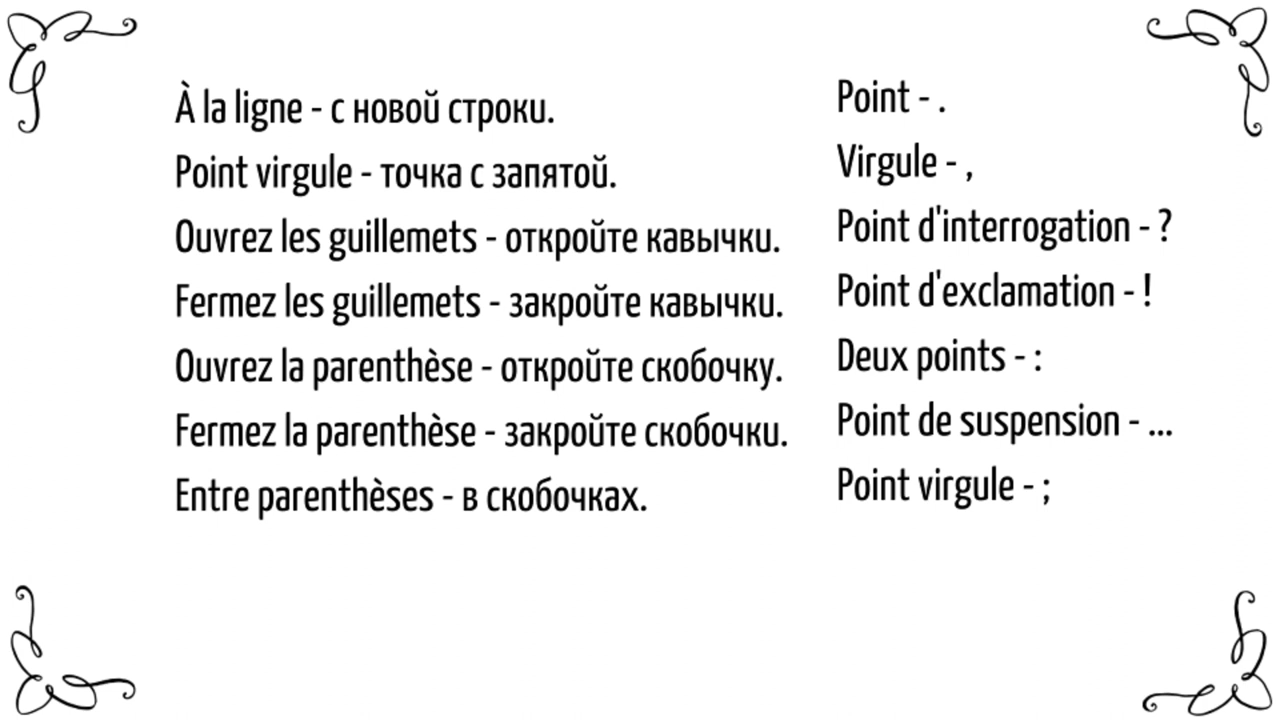 À la ligne - с новой строки.
Point virgule - точка с запятой.
Ouvrez les guillemets - откройте кавычки.
Fermez les guillemets - закройте кавычки.
Ouvrez la parenthèse - откройте скобочку.
Fermez la parenthèse - закройте скобочки.
Entre parenthèses - в скобочках.
Point - .
Virgule - ,
Point d'interrogation - ?
Point d'exclamation - !
Deux points - :
Point de suspension - ...
Point virgule - ;